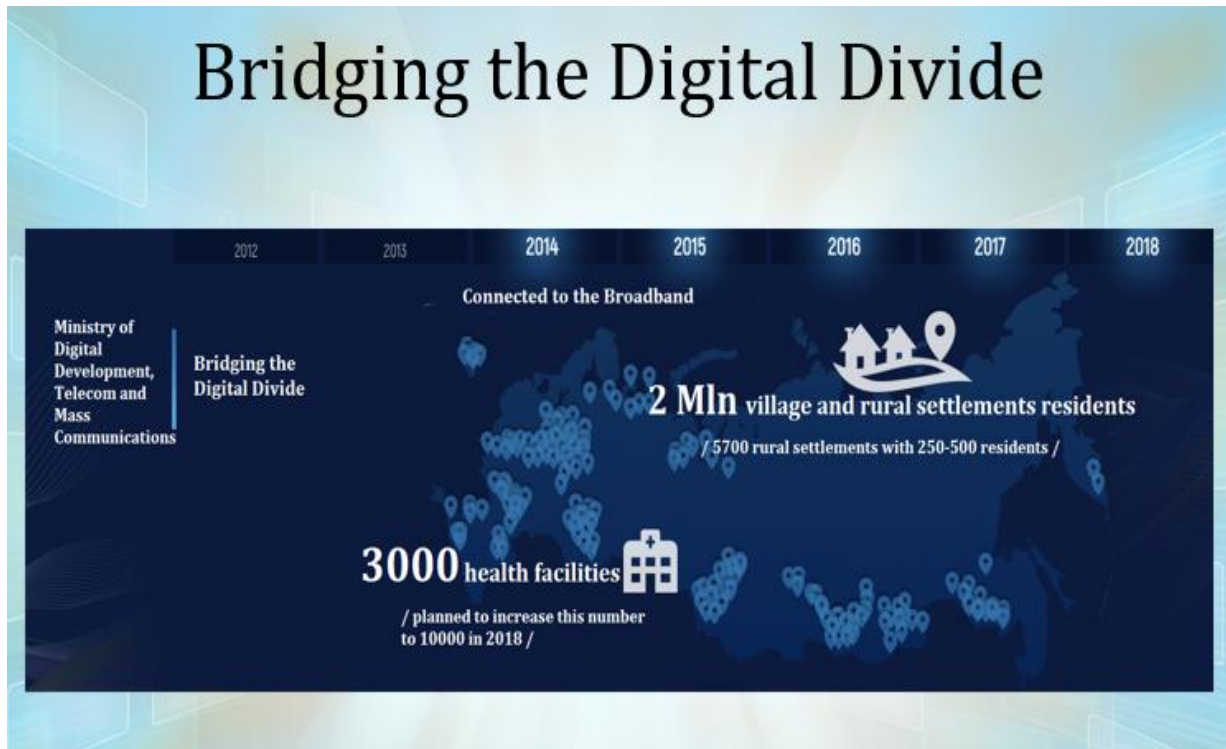 Bridging the Digital Divide
2012 2013 2014 2015 2016 2017 2018
Connected to the Broadband
Ministry of
Digital
Development,
Telecom and
Mass
Communications
Bridging the
Digital Divide
2 Mln village and rural settlements residents
/ 5700 rural settlements with 250-500 residents /
3000 health facilities
/ planned to increase this number
to 10000 in 2018 /